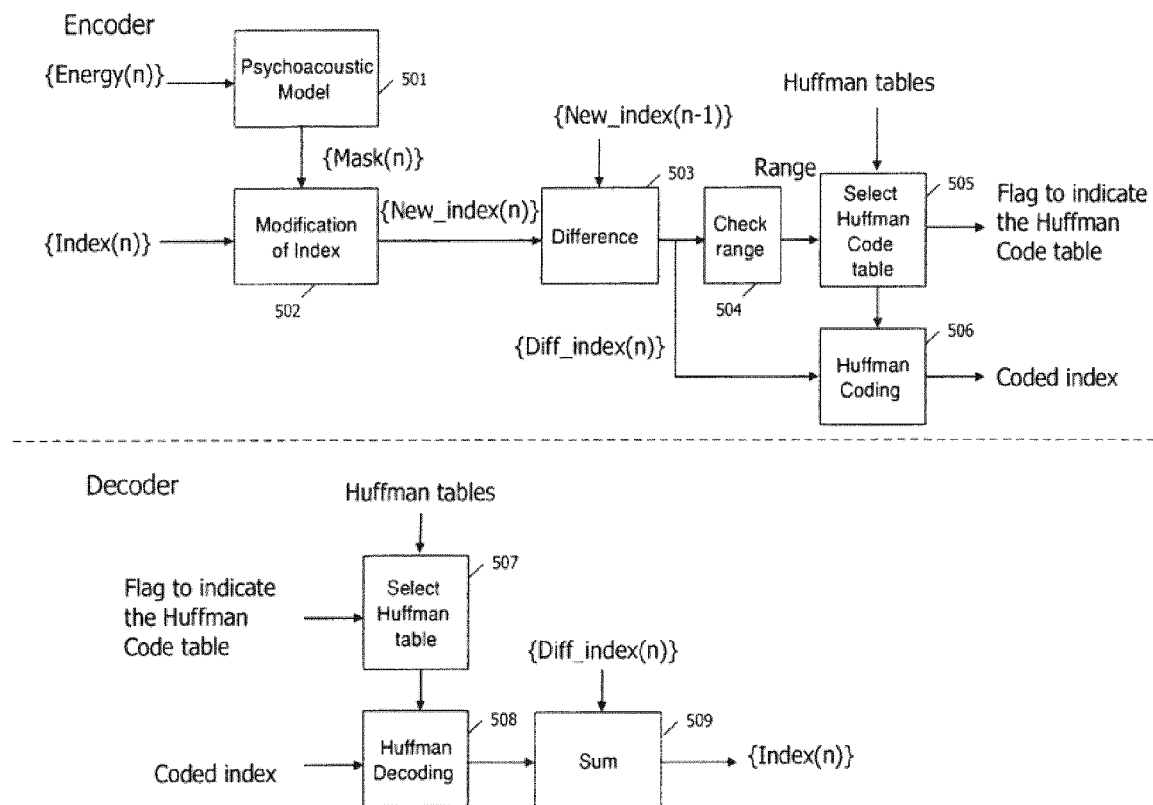 Encoder
{Energy(n)}
Psychoacoustic
Model
501
{Mask(n)}
{Index(n)}
Modification
of Index
502
{New_index(n)}
{New_index(n-1)}
Difference
503
{Diff_index(n)}
Check
range
504
Range
Huffman tables
Select
Huffman
Code
table
505
Flag to indicate
the Huffman
Code table
Huffman
Coding
506
Coded index
Decoder
Huffman tables
Flag to indicate
the Huffman
Code table
Select
Huffman
table
507
Coded index
Huffman
Decoding
508
{Diff_index(n)}
Sum
509
{Index(n)}